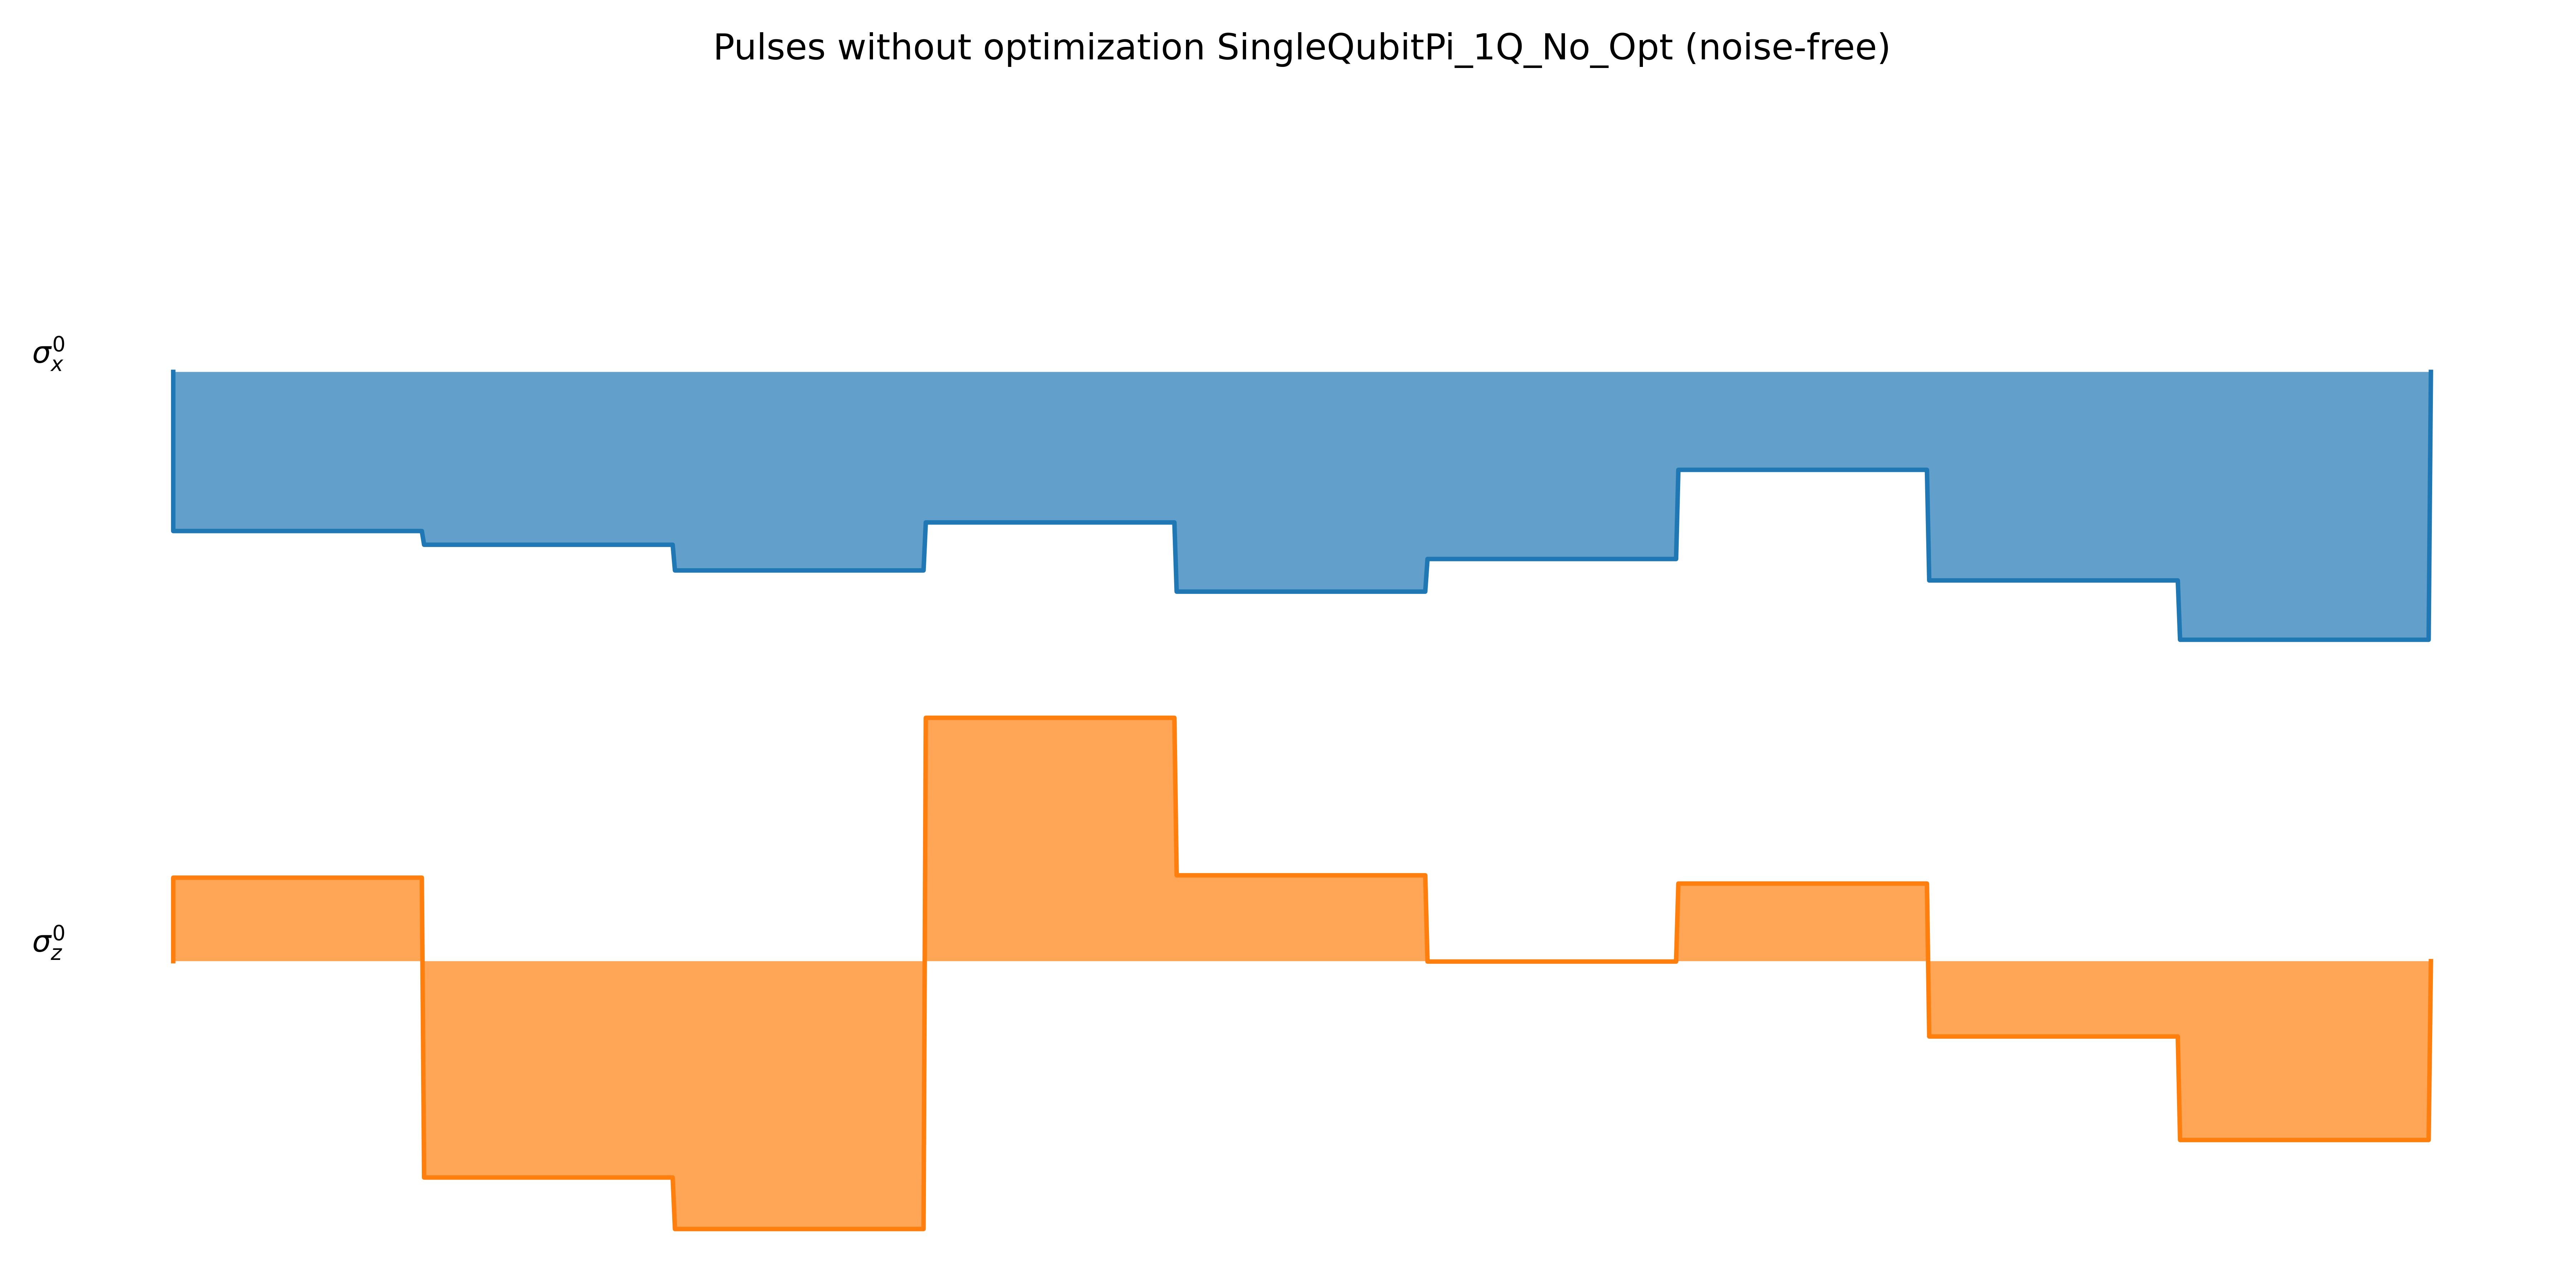 Pulses without optimization SingleQubitPi_1Q_No_Opt (noise-free)
σ_x^0
σ_z^0